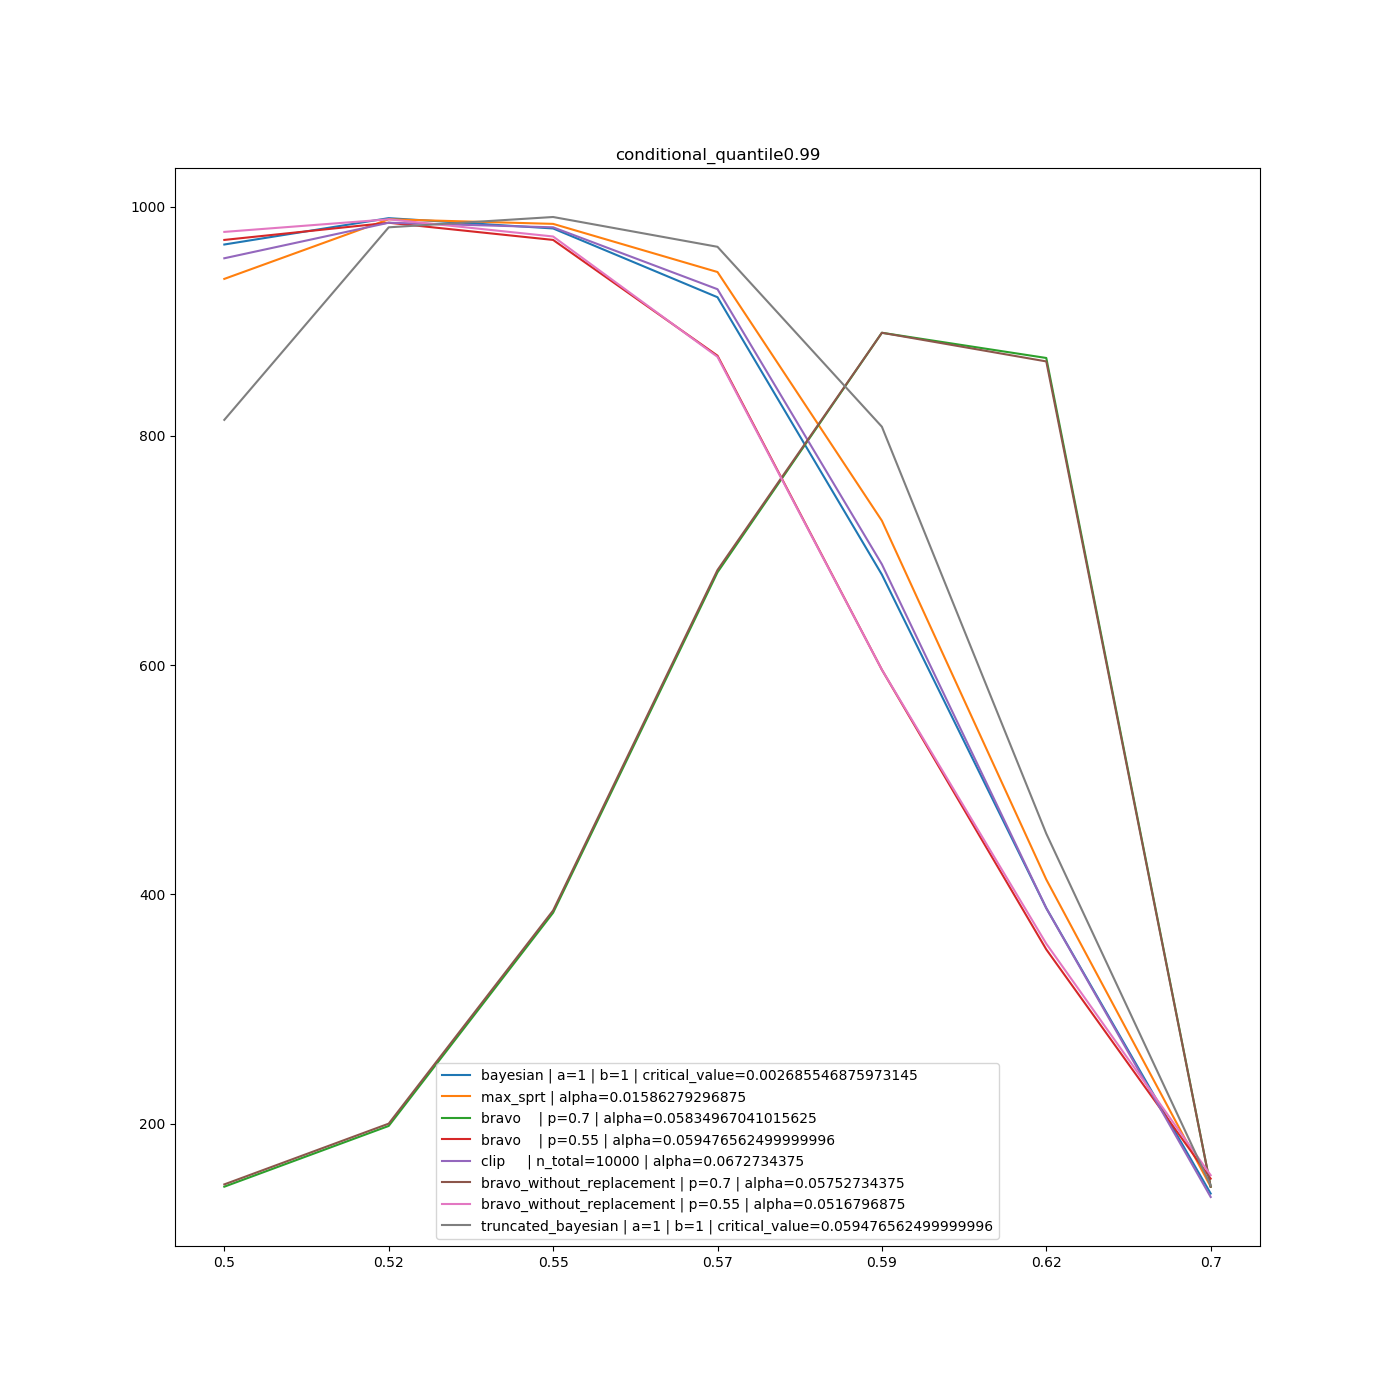 conditional_quantile0.99
1000
800
600
400
200
bayesian | a=1 | b=1 | critical_value=0.002685546875973145
max_sprt | alpha=0.01586279296875
bravo    | p=0.7 | alpha=0.05834967041015625
bravo    | p=0.55 | alpha=0.059476562499999996
clip     | n_total=10000 | alpha=0.0672734375
bravo_without_replacement | p=0.7 | alpha=0.05752734375
bravo_without_replacement | p=0.55 | alpha=0.0516796875
truncated_bayesian | a=1 | b=1 | critical_value=0.059476562499999996
0.5 0.52 0.55 0.57 0.59 0.62 0.7